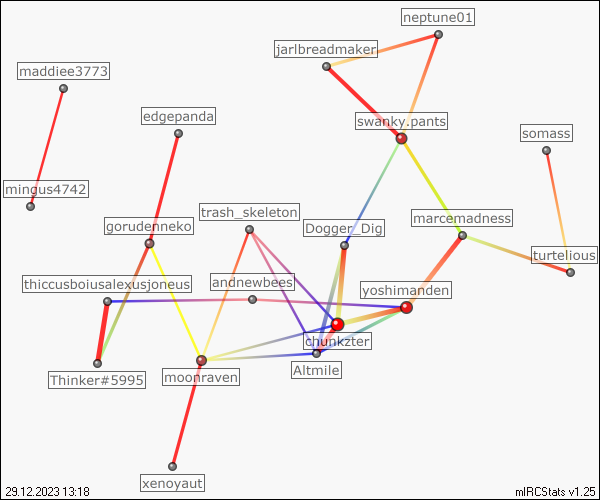 neptune01
jarlbreadmaker
maddiee3773
edgepanda
swanky.pants
somass
mingus4742
trash_skeleton
marcemadness
gorudenneko
Dogger_Dig
turtelious
thiccusboiusalexusjoneus
andnewbees
yoshimanden
chunkzter
Altmile
Thinker#5995
moonraven
xenoyaut
29.12.2023 13:18
mIRCStats v1.25